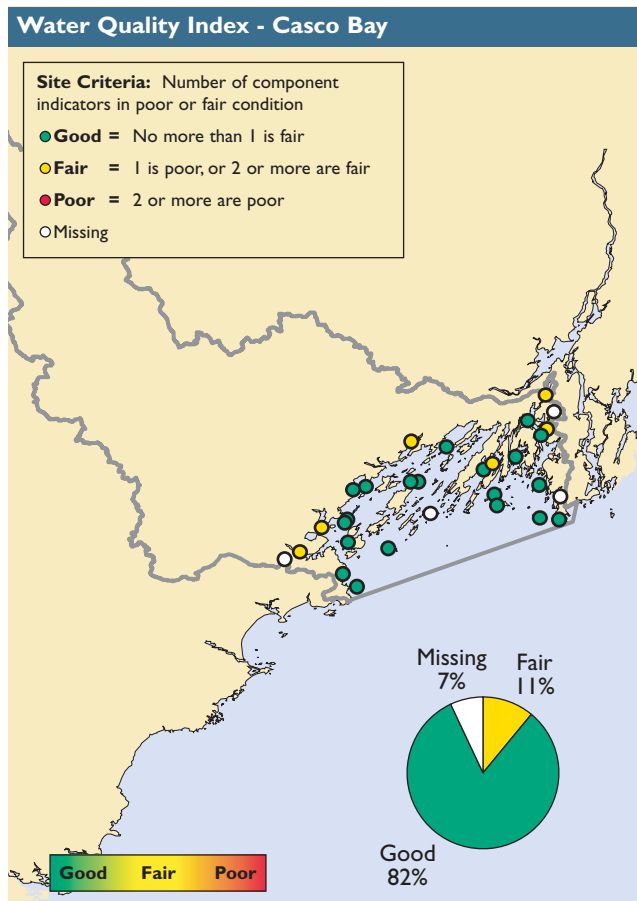 Water Quality Index - Casco Bay
Site Criteria: Number of component
indicators in poor or fair condition
Good = No more than 1 is fair
Fair = 1 is poor, or 2 or more are fair
Poor = 2 or more are poor
Missing
Missing
7%
Fair
11%
Good
82%
Good Fair Poor